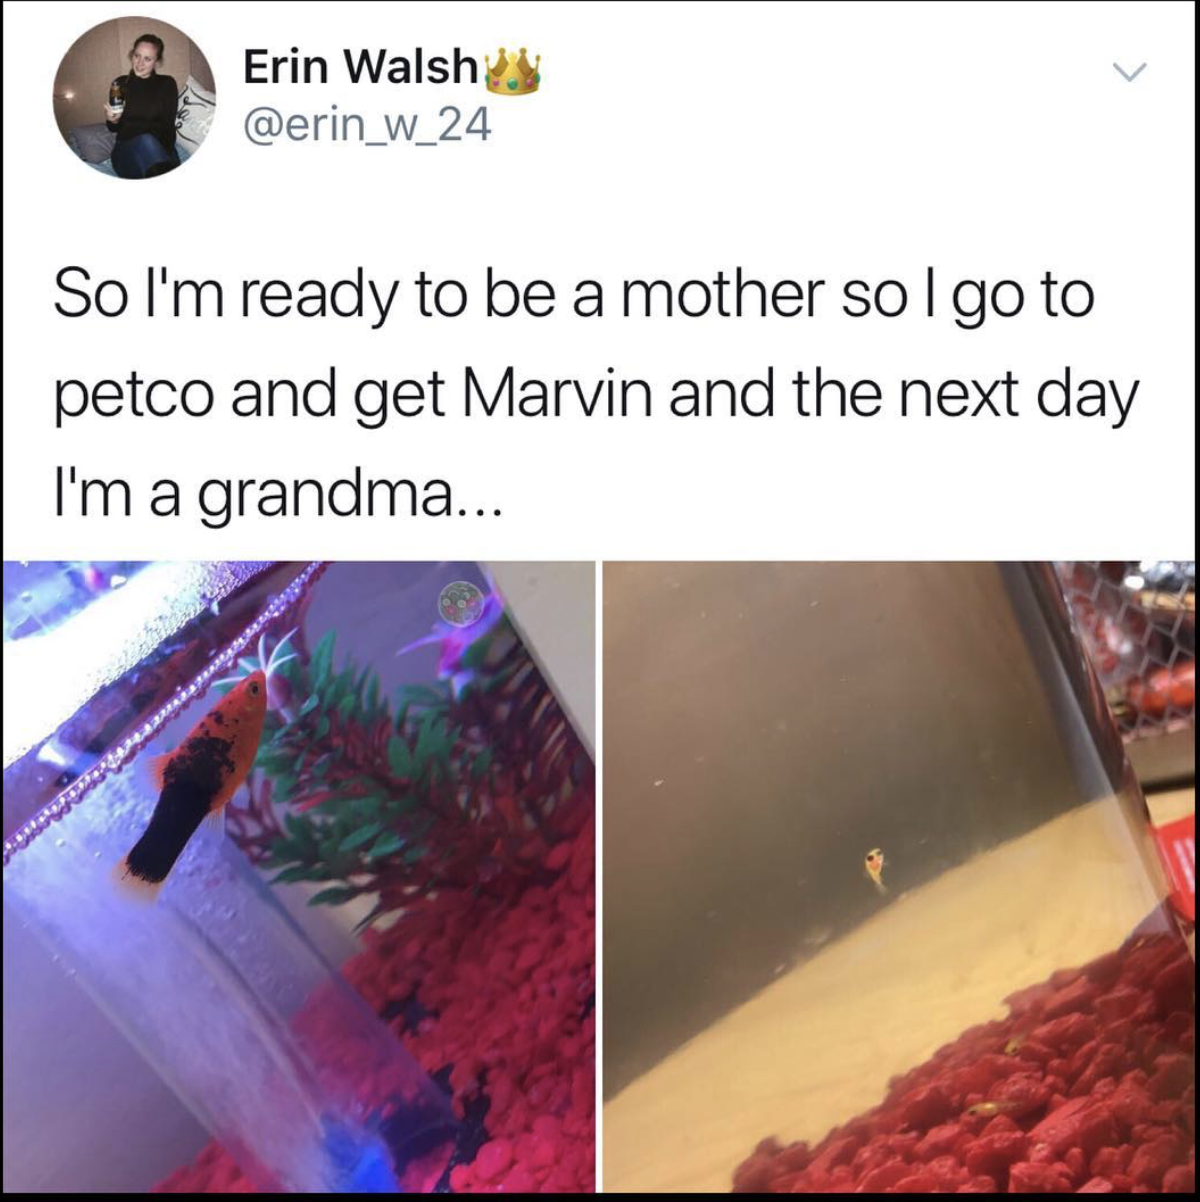 Erin Walsh👑
@erin_w_24
So I'm ready to be a mother so I go to
petco and get Marvin and the next day
I'm a grandma...